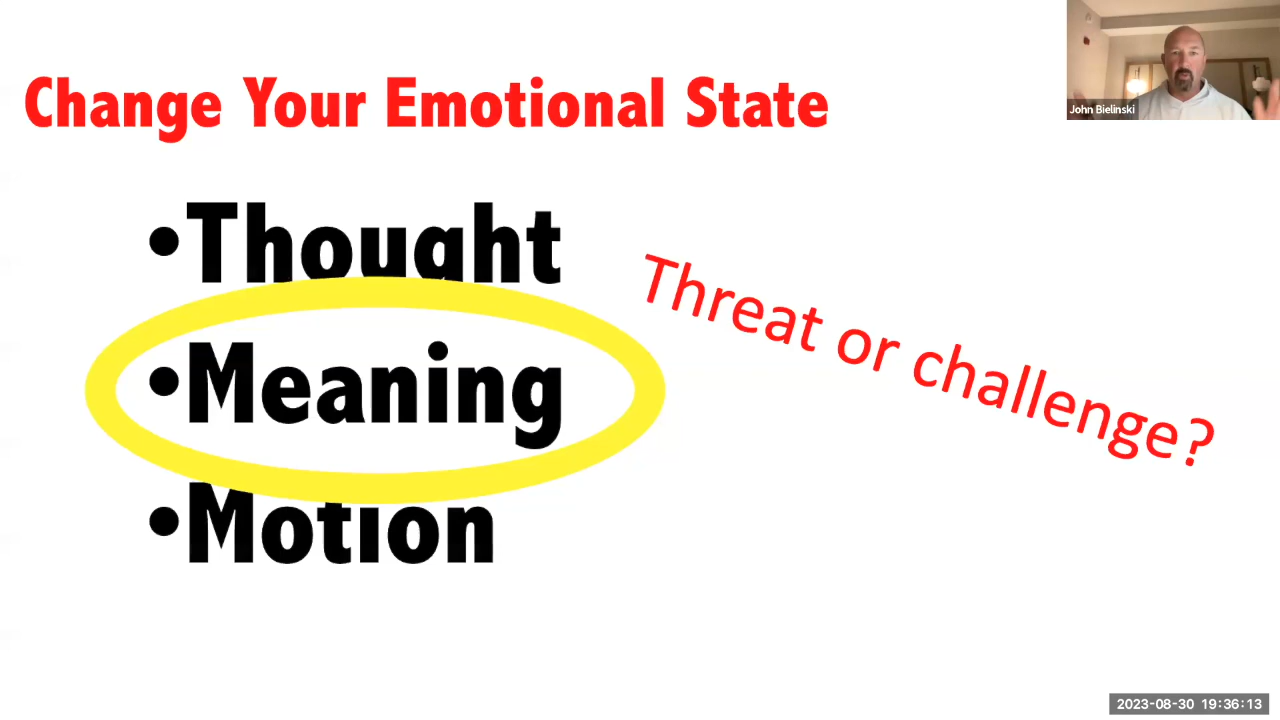 Change Your Emotional State
John Bielinski
•Thought
•Meaning
Threat or challenge?
•Motion
2023-08-30 19:36:13